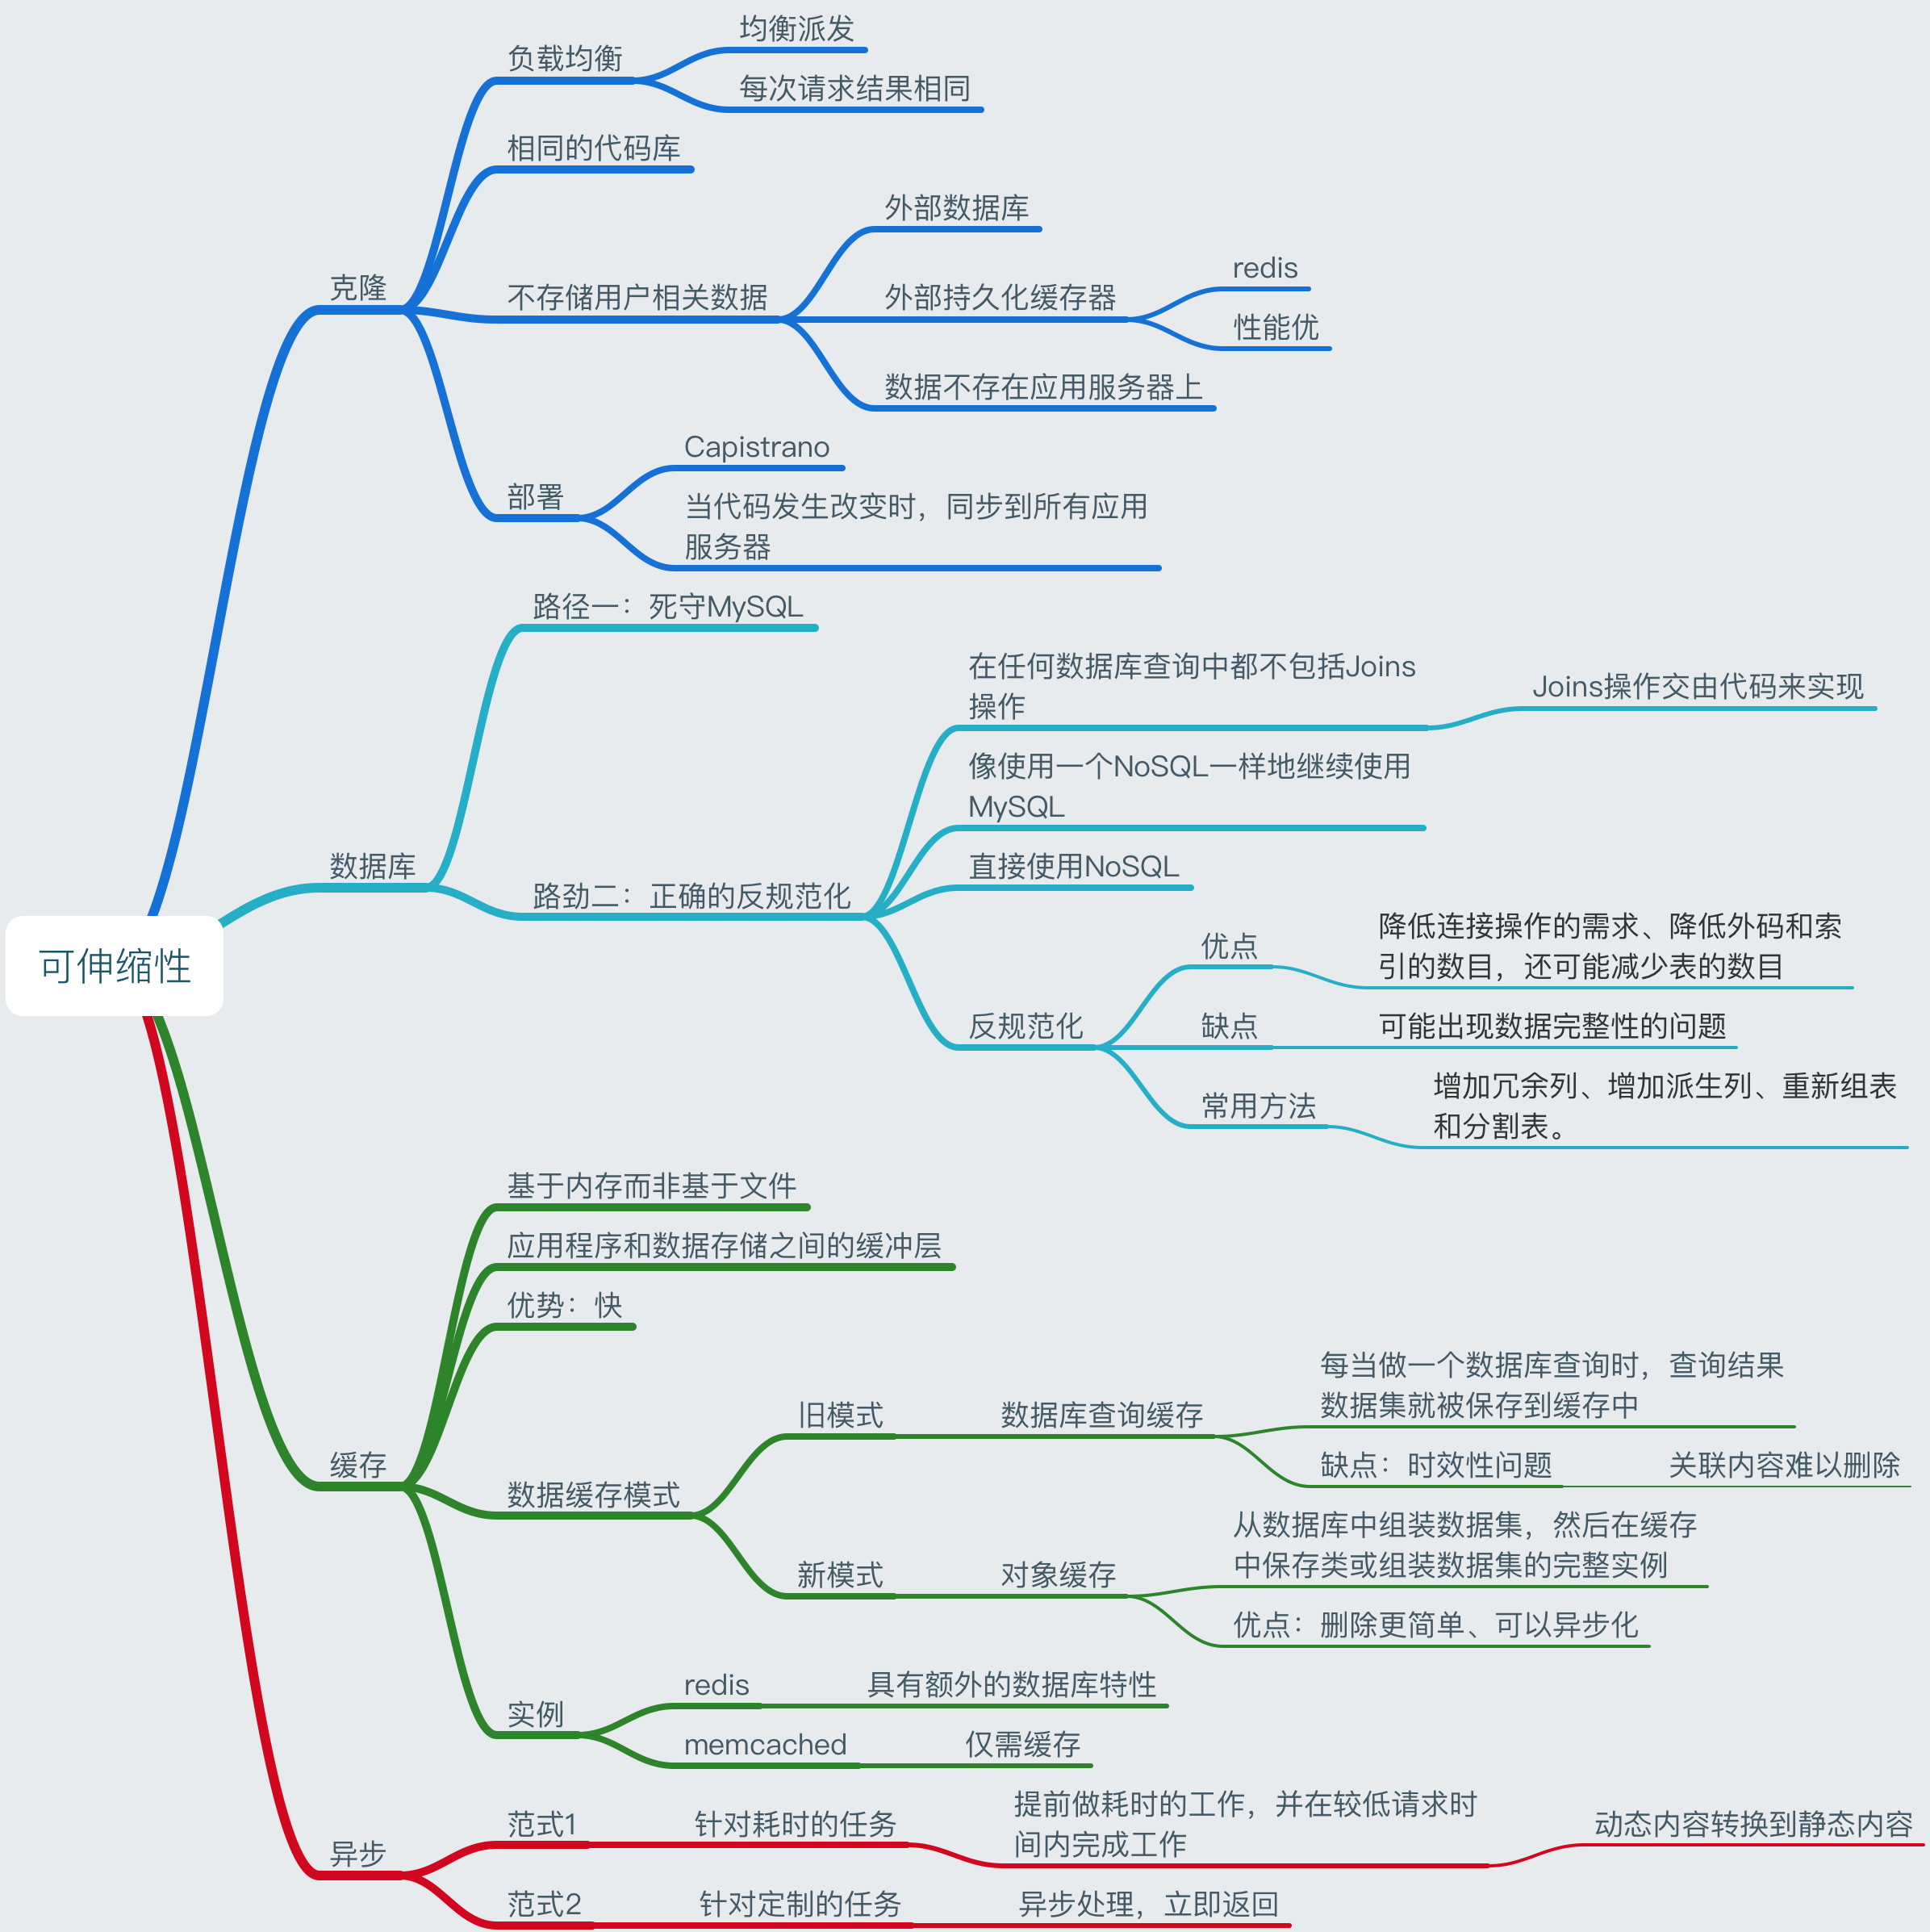 可伸缩性
克隆
负载均衡
均衡派发
每次请求结果相同
相同的代码库
不存储用户相关数据
外部数据库
外部持久化缓存器
redis
性能优
数据不存在应用服务器上
部署
Capistrano
当代码发生改变时，同步到所有应用
服务器
数据库
路径一：死守MySQL
路劲二：正确的反规范化
在任何数据库查询中都不包括Joins
操作
Joins操作交由代码来实现
像使用一个NoSQL一样地继续使用
MySQL
直接使用NoSQL
反规范化
优点
降低连接操作的需求、降低外码和索
引的数目，还可能减少表的数目
缺点
可能出现数据完整性的问题
常用方法
增加冗余列、增加派生列、重新组表
和分割表。
缓存
基于内存而非基于文件
应用程序和数据存储之间的缓冲层
优势：快
数据缓存模式
旧模式
数据库查询缓存
每当做一个数据库查询时，查询结果
数据集就被保存到缓存中
缺点：时效性问题
关联内容难以删除
新模式
对象缓存
从数据库中组装数据集，然后在缓存
中保存类或组装数据集的完整实例
优点：删除更简单、可以异步化
实例
redis
具有额外的数据库特性
memcached
仅需缓存
异步
范式1
针对耗时的任务
提前做耗时的工作，并在较低请求时
间内完成工作
动态内容转换到静态内容
范式2
针对定制的任务
异步处理，立即返回